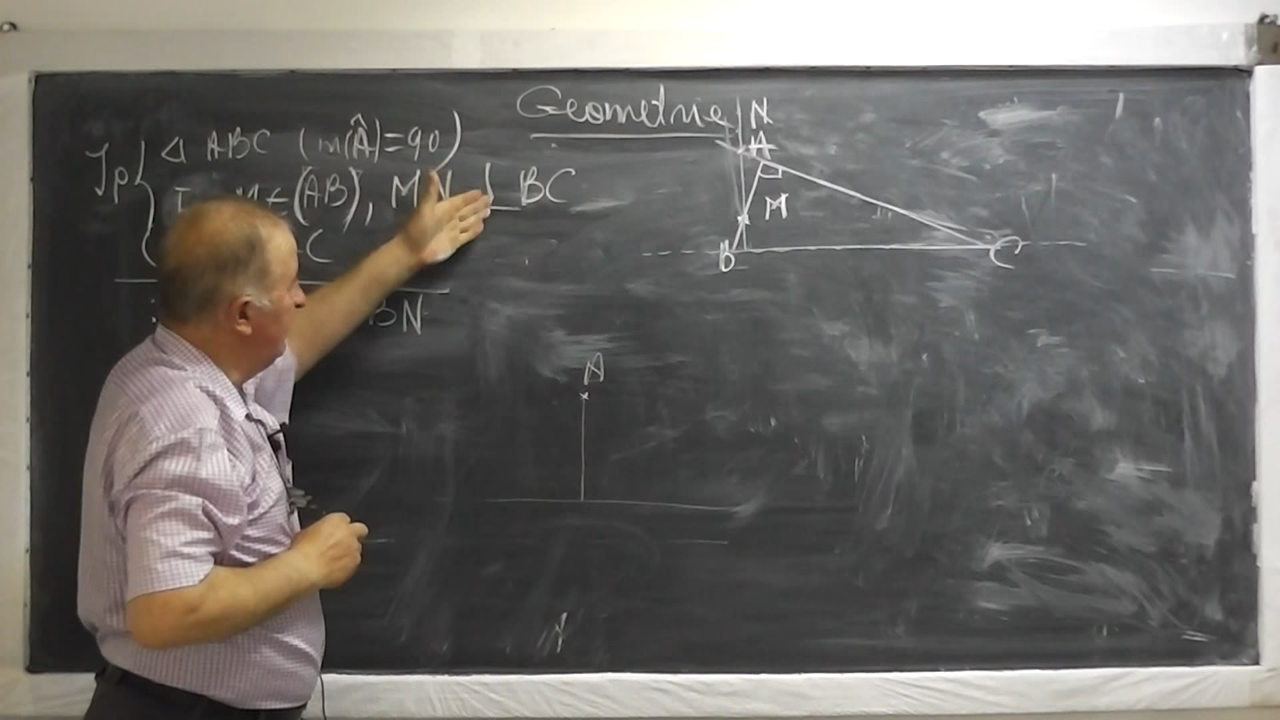 Geometrie
Ip { △ ABC (m(Â)=90)
M ∈ (AB), MN ⊥ BC
C
BN
N
A
M
B
C
A